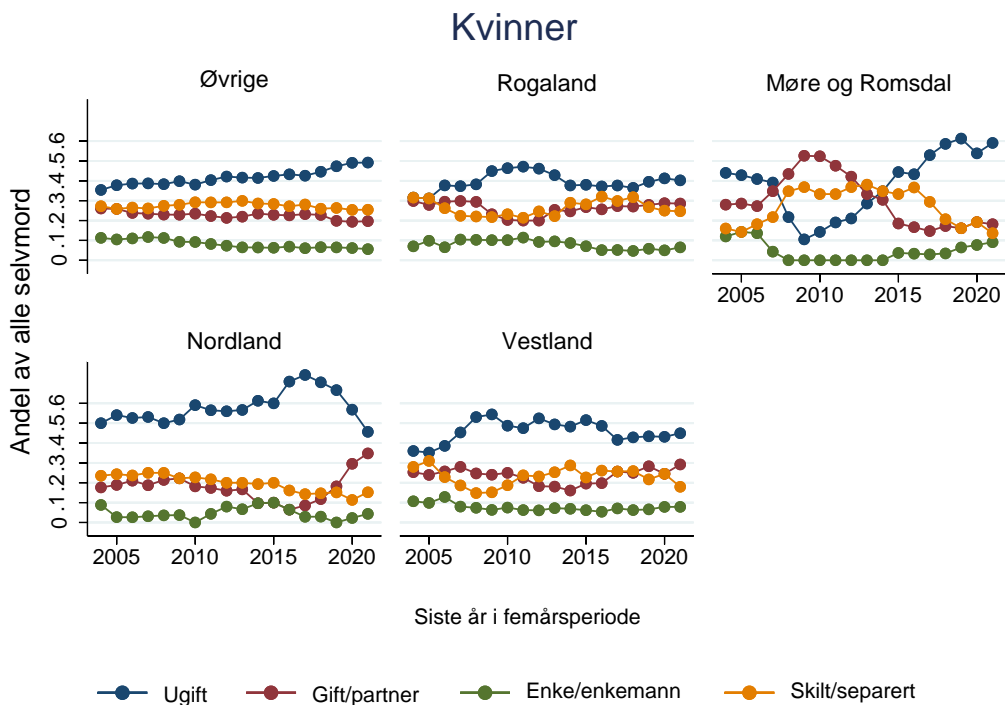 Kvinner
Øvrige
Rogaland
Møre og Romsdal
Andel av alle selvmord
0 .1 .2 .3 .4 .5 .6
2005 2010 2015 2020
Nordland
Vestland
0 .1 .2 .3 .4 .5 .6
2005 2010 2015 2020
2005 2010 2015 2020
Siste år i femårsperiode
Ugift
Gift/partner
Enke/enkemann
Skilt/separert